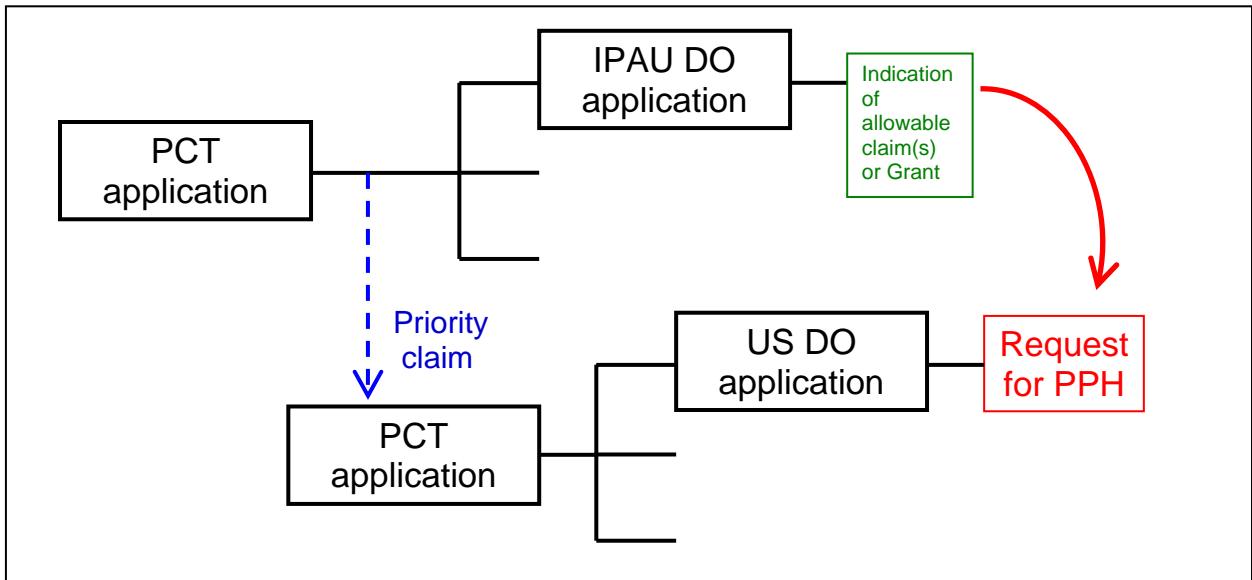 IPAU DO
application
Indication
of
allowable
claim(s)
or Grant
PCT
application
Priority
claim
US DO
application
Request
for PPH
PCT
application